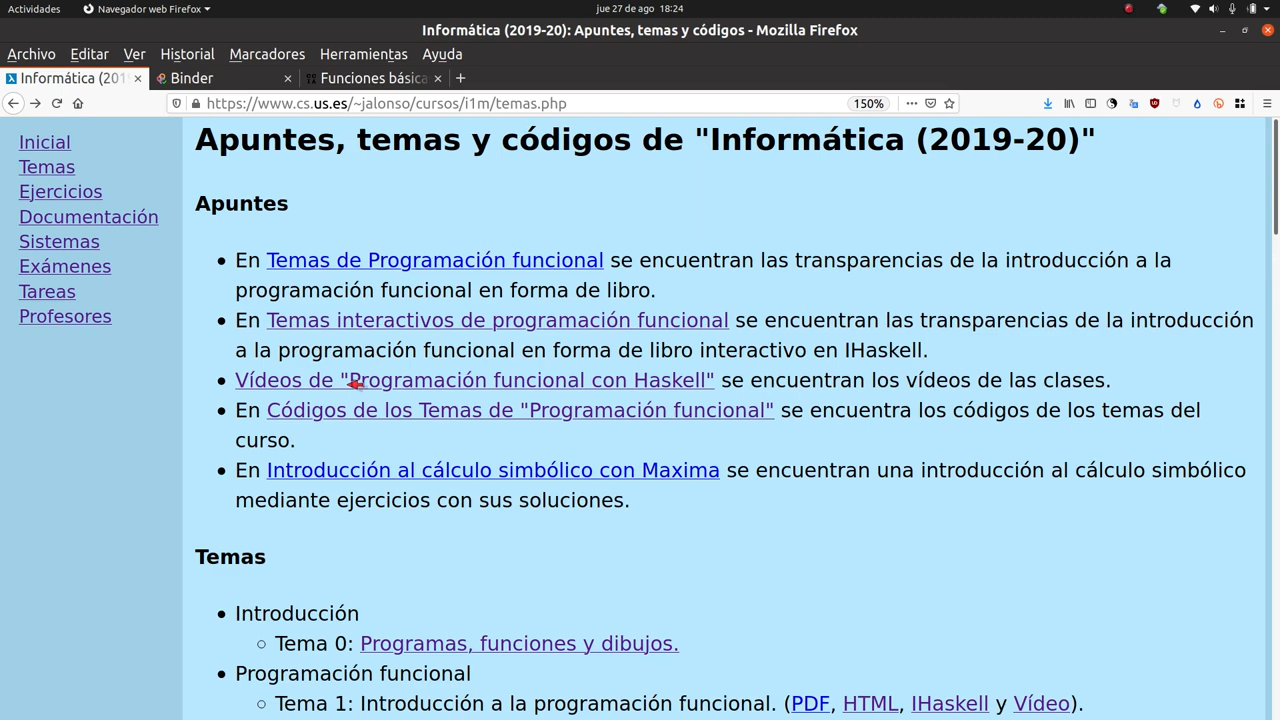 Actividades Navegador web Firefox jue 27 de ago 18:24
Informática (2019-20): Apuntes, temas y códigos - Mozilla Firefox
Archivo Editar Ver Historial Marcadores Herramientas Ayuda
Informática (201 Binder Funciones básica
https://www.cs.us.es/~jalonso/cursos/i1m/temas.php 150%
Inicial
Temas
Ejercicios
Documentación
Sistemas
Exámenes
Tareas
Profesores
Apuntes, temas y códigos de "Informática (2019-20)"
Apuntes
En Temas de Programación funcional se encuentran las transparencias de la introducción a la
programación funcional en forma de libro.
En Temas interactivos de programación funcional se encuentran las transparencias de la introducción
a la programación funcional en forma de libro interactivo en IHaskell.
Vídeos de "Programación funcional con Haskell" se encuentran los vídeos de las clases.
En Códigos de los Temas de "Programación funcional" se encuentra los códigos de los temas del
curso.
En Introducción al cálculo simbólico con Maxima se encuentran una introducción al cálculo simbólico
mediante ejercicios con sus soluciones.
Temas
Introducción
Tema 0: Programas, funciones y dibujos.
Programación funcional
Tema 1: Introducción a la programación funcional. (PDF, HTML, IHaskell y Vídeo).